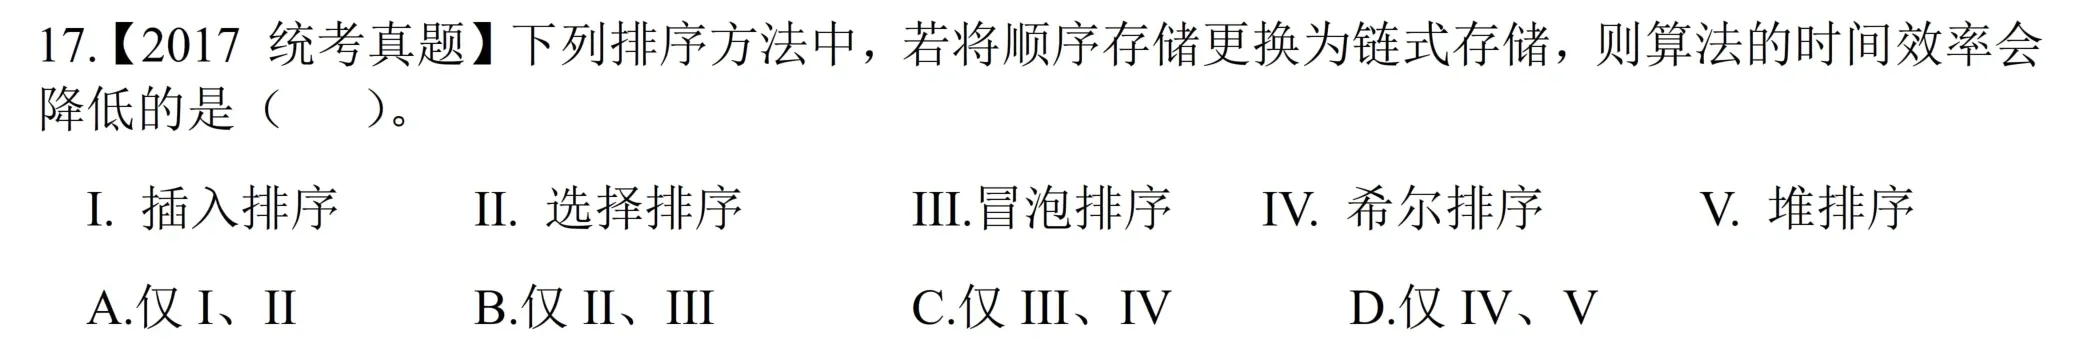 17.【2017 统考真题】下列排序方法中，若将顺序存储更换为链式存储，则算法的时间效率会
降低的是（　　）。
I. 插入排序 II. 选择排序 III.冒泡排序 IV. 希尔排序 V. 堆排序
A.仅 I、II B.仅 II、III C.仅 III、IV D.仅 IV、V